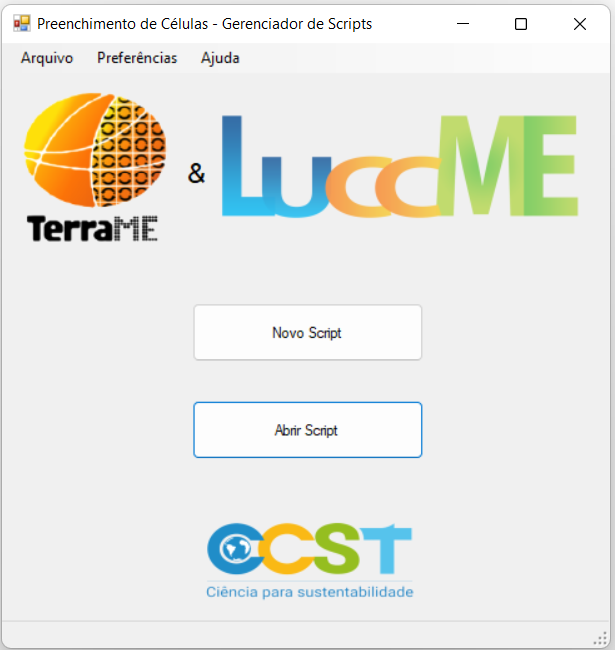 Preenchimento de Células - Gerenciador de Scripts
Arquivo Preferências Ajuda
TerraME & LuccME
Novo Script
Abrir Script
CCST
Ciência para sustentabilidade